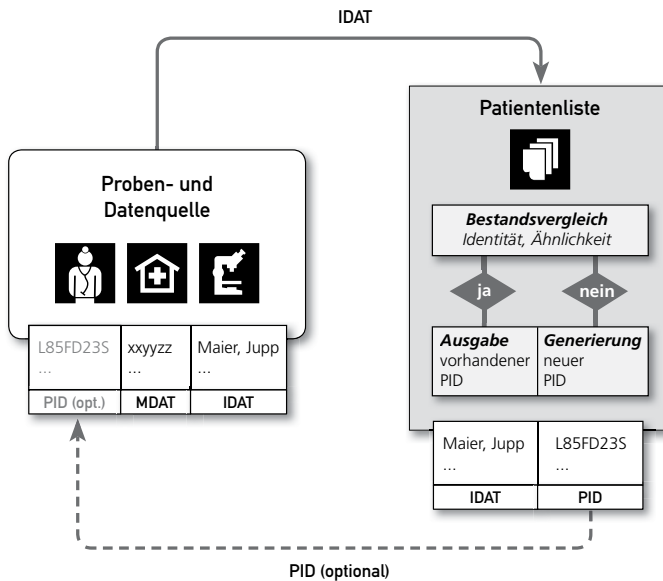 IDAT
Proben- und
Datenquelle
L85FD23S
...
xxyyzz
...
Maier, Jupp
...
PID (opt.)
MDAT
IDAT
Patientenliste
Bestandsvergleich
Identität, Ähnlichkeit
ja
nein
Ausgabe
vorhandener
PID
Generierung
neuer
PID
Maier, Jupp
...
L85FD23S
...
IDAT
PID
PID (optional)